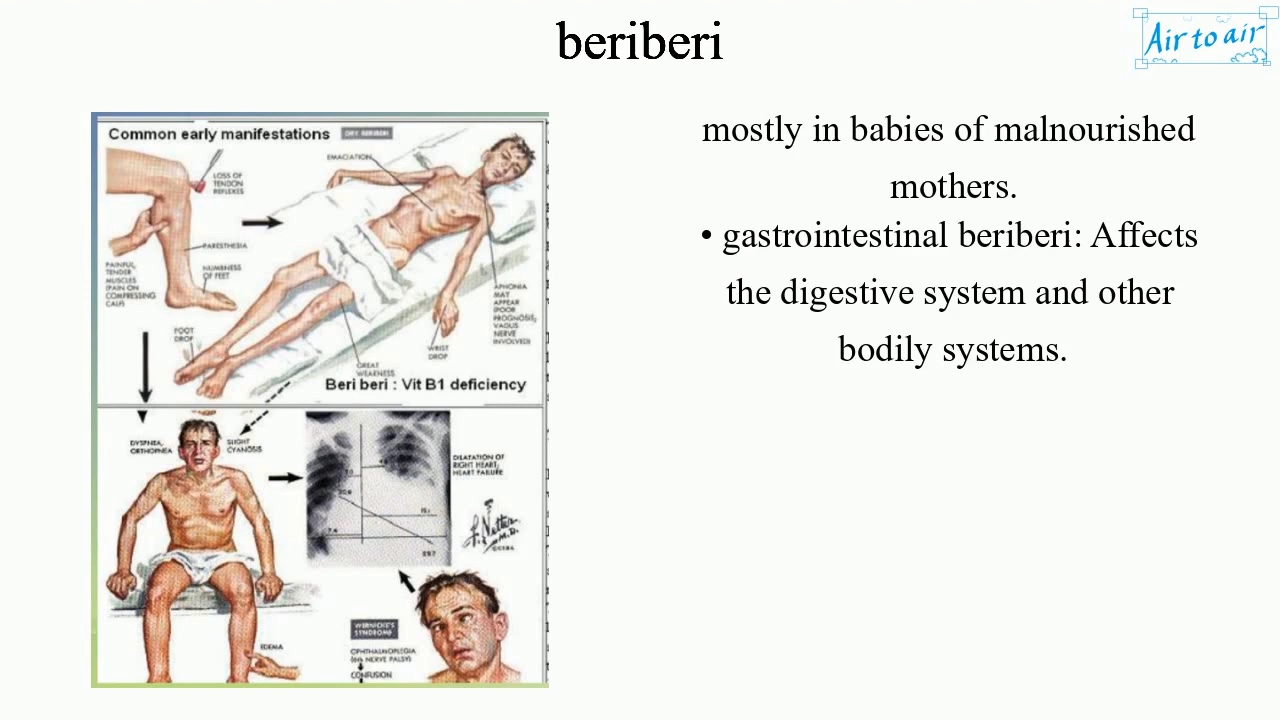 beriberi
Air to air
Common early manifestations
DRY BERIBERI
EMACIATION
LOSS OF
TENDON
REFLEXES
PARESTHESIA
PAINFUL,
TENDER
MUSCLES
(PAIN ON
COMPRESSING
CALF)
NUMBNESS
OF FEET
FOOT
DROP
APHONIA
MAY
APPEAR
(POOR
PROGNOSIS;
VAGUS
NERVE
INVOLVED)
WRIST
DROP
GREAT
WEAKNESS
Beri beri : Vit B1 deficiency
DYSPNEA,
ORTHOPNEA
SLIGHT
CYANOSIS
DILATATION OF
RIGHT HEART;
HEART FAILURE
F. Netter
M.D.
WERNICKE'S
SYNDROME
EDEMA
OPHTHALMOPLEGIA
(6th NERVE PALSY)
CONFUSION
mostly in babies of malnourished
mothers.
• gastrointestinal beriberi: Affects
the digestive system and other
bodily systems.